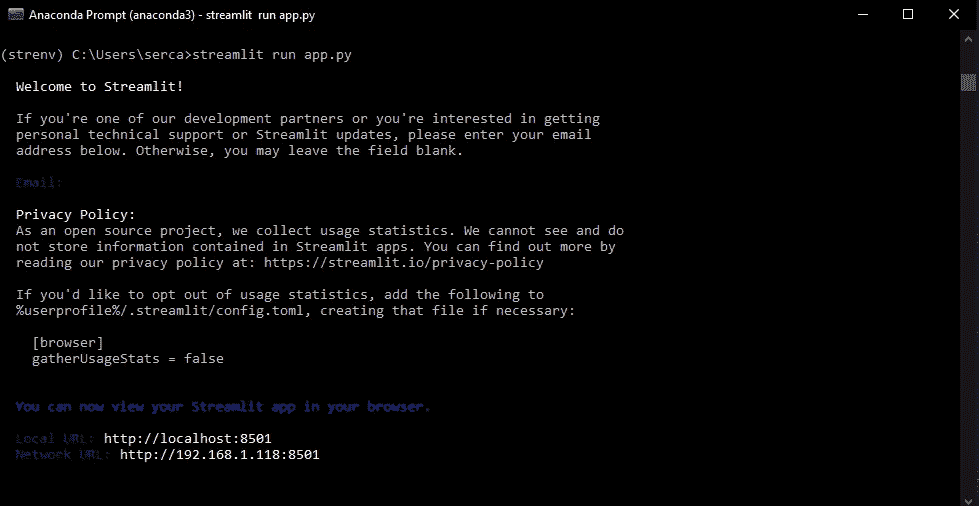 Anaconda Prompt (anaconda3) - streamlit run app.py
(strenv) C:\Users\serca>streamlit run app.py
Welcome to Streamlit!
If you're one of our development partners or you're interested in getting
personal technical support or Streamlit updates, please enter your email
address below. Otherwise, you may leave the field blank.
Email:
Privacy Policy:
As an open source project, we collect usage statistics. We cannot see and do
not store information contained in Streamlit apps. You can find out more by
reading our privacy policy at: https://streamlit.io/privacy-policy
If you'd like to opt out of usage statistics, add the following to
%userprofile%/.streamlit/config.toml, creating that file if necessary:
[browser]
gatherUsageStats = false
You can now view your Streamlit app in your browser.
Local URL: http://localhost:8501
Network URL: http://192.168.1.118:8501